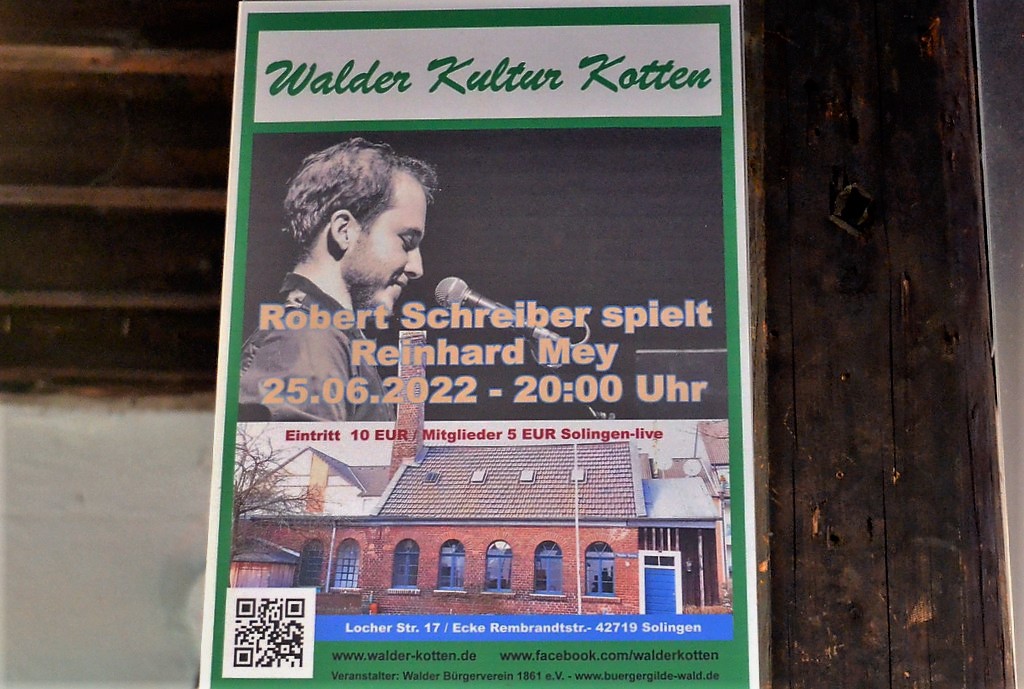 Walder Kultur Kotten
Robert Schreiber spielt
Reinhard Mey
25.06.2022 - 20:00 Uhr
Eintritt 10 EUR / Mitglieder 5 EUR Solingen-live
Locher Str. 17 / Ecke Rembrandtstr.- 42719 Solingen
www.walder-kotten.de www.facebook.com/walderkotten
Veranstalter: Walder Bürgerverein 1861 e.V. - www.buergergilde-wald.de